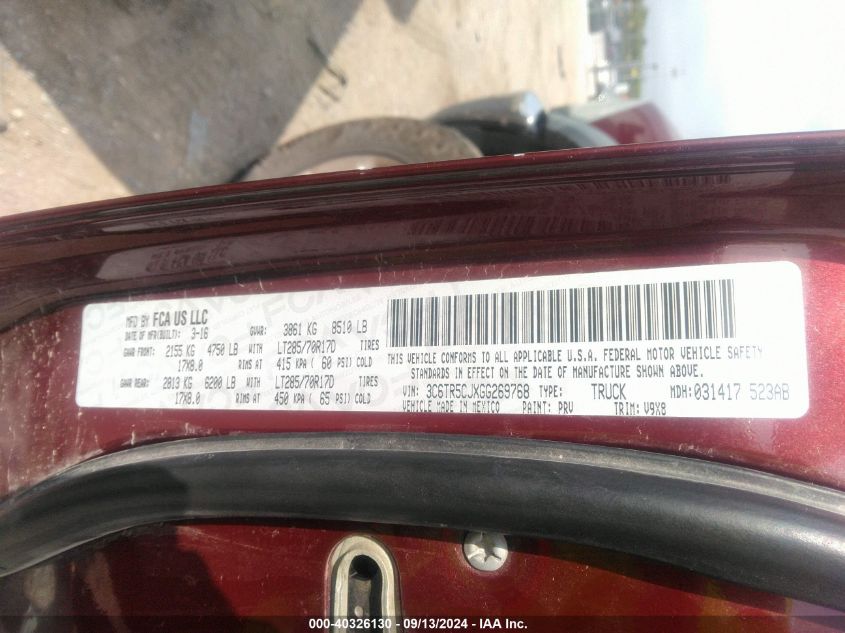 MFD BY FCA US LLC
DATE OF MFR(BUILT): 3-16 GVWR: 3861 KG 8510 LB
GAWR FRONT: 2155 KG 4750 LB WITH LT285/70R17D TIRES
17X8.0 RIMS AT 415 KPA ( 60 PSI) COLD
GAWR REAR: 2813 KG 6200 LB WITH LT285/70R17D TIRES
17X8.0 RIMS AT 450 KPA ( 65 PSI) COLD
THIS VEHICLE CONFORMS TO ALL APPLICABLE U.S.A. FEDERAL MOTOR VEHICLE SAFETY
STANDARDS IN EFFECT ON THE DATE OF MANUFACTURE SHOWN ABOVE.
VIN: 3C6TR5CJXGG269768 TYPE: TRUCK MDH:031417 523AB
VEHICLE MADE IN MEXICO PAINT: PRV TRIM: V9X8
000-40326130 - 09/13/2024 - IAA Inc.